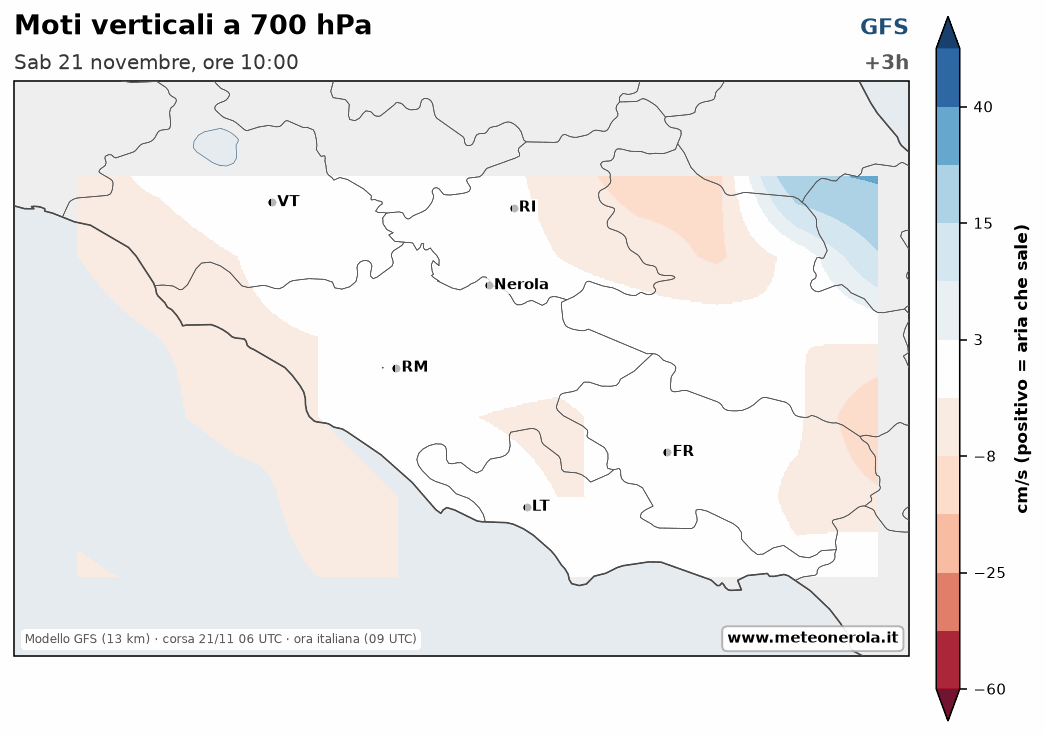 Moti verticali a 700 hPa
GFS
Sab 21 novembre, ore 10:00
+3h
40
15
3
−8
−25
−60
cm/s (positivo = aria che sale)
VT
RI
Nerola
RM
FR
LT
Modello GFS (13 km) · corsa 21/11 06 UTC · ora italiana (09 UTC)
www.meteonerola.it